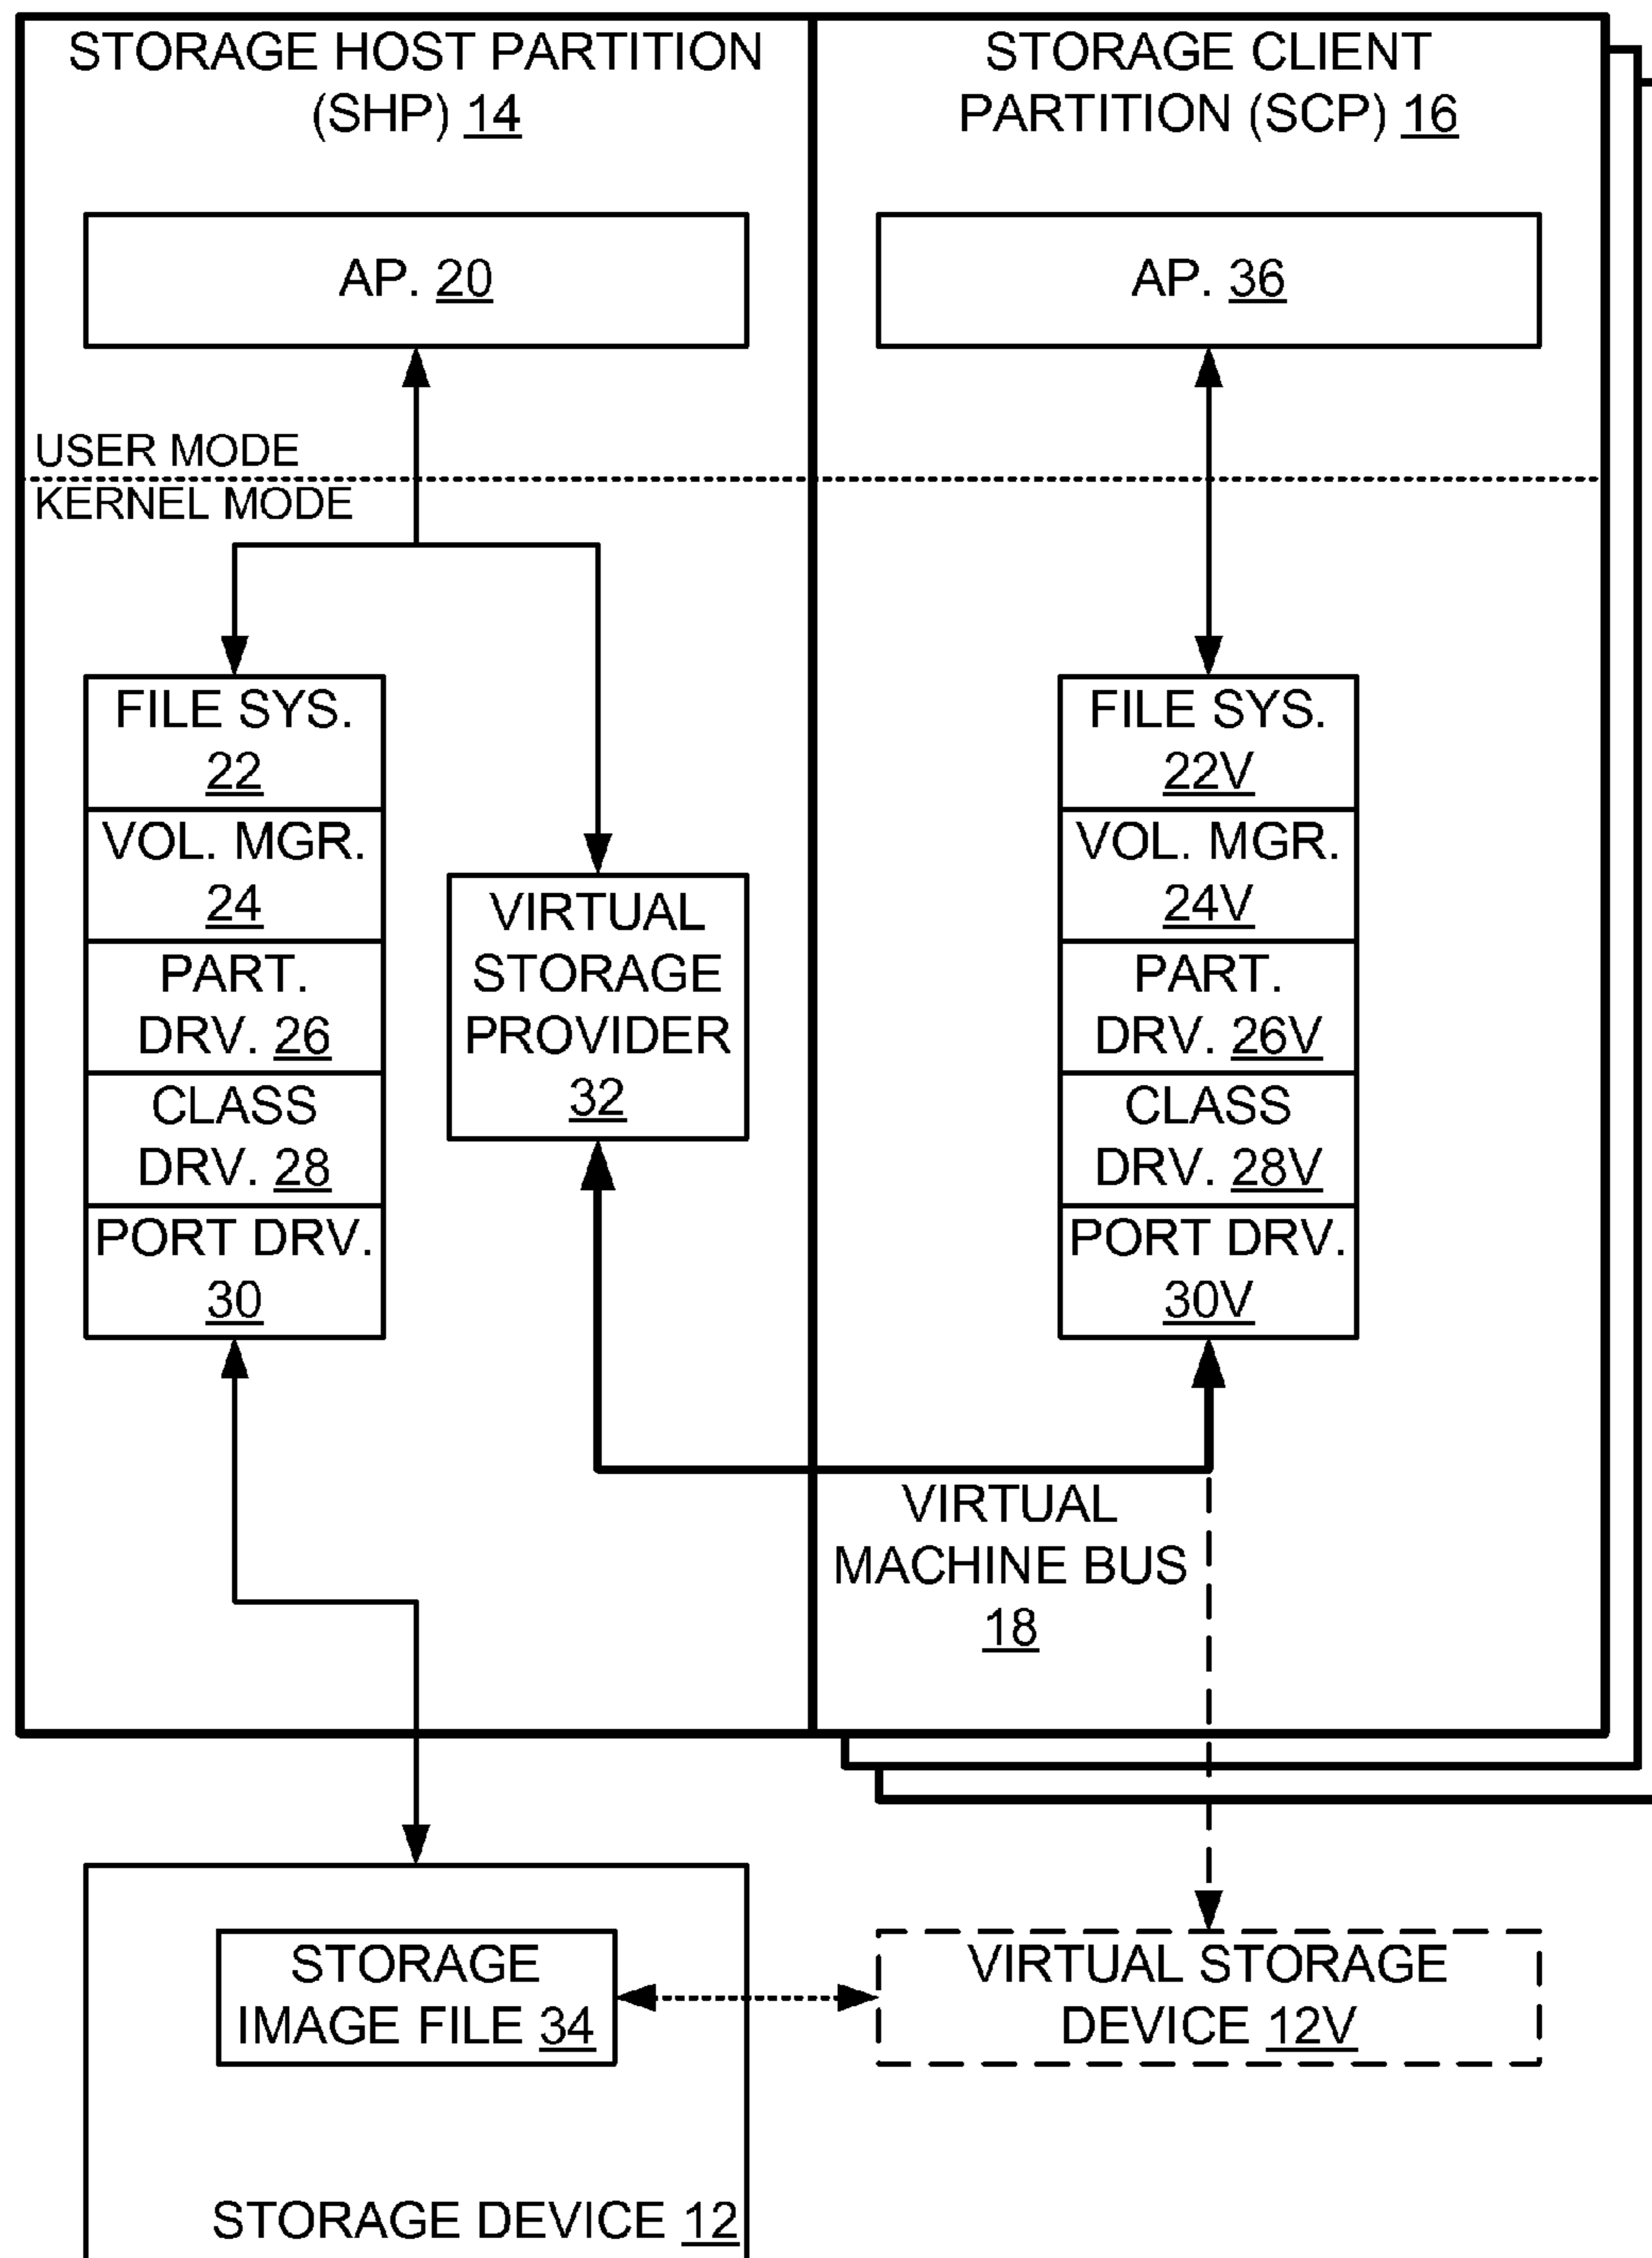 STORAGE HOST PARTITION
(SHP) 14
STORAGE CLIENT
PARTITION (SCP) 16
AP. 20
AP. 36
USER MODE
KERNEL MODE
FILE SYS.
22
VOL. MGR.
24
PART.
DRV. 26
CLASS
DRV. 28
PORT DRV.
30
VIRTUAL
STORAGE
PROVIDER
32
FILE SYS.
22V
VOL. MGR.
24V
PART.
DRV. 26V
CLASS
DRV. 28V
PORT DRV.
30V
VIRTUAL
MACHINE BUS
18
STORAGE
IMAGE FILE 34
VIRTUAL STORAGE
DEVICE 12V
STORAGE DEVICE 12